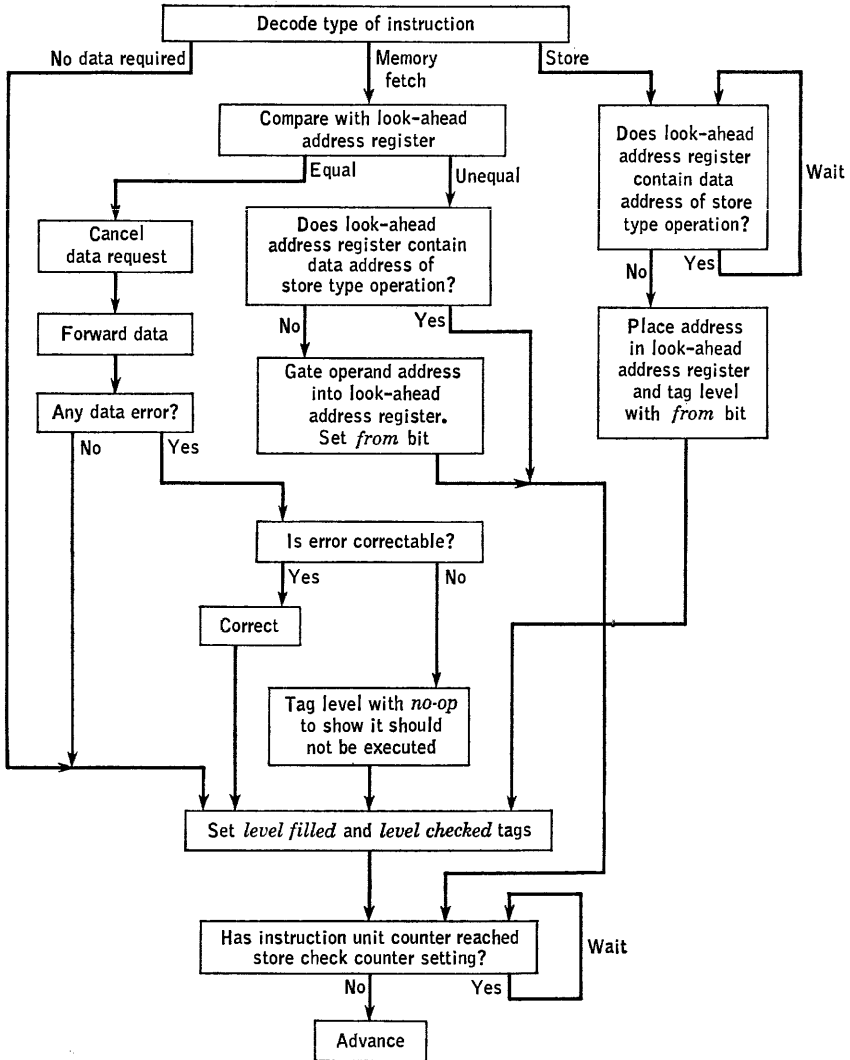 Decode type of instruction
No data required
Memory
fetch
Store
Compare with look-ahead
address register
Does look-ahead
address register
contain data
address of store
type operation?
Wait
Equal
Unequal
Cancel
data request
Does look-ahead
address register contain
data address of
store type operation?
No
Yes
Forward data
No
Yes
Place address
in look-ahead
address register
and tag level
with from bit
Gate operand address
into look-ahead
address register.
Set from bit
Any data error?
No
Yes
Is error correctable?
Yes
No
Correct
Tag level with no-op
to show it should
not be executed
Set level filled and level checked tags
Has instruction unit counter reached
store check counter setting?
Wait
No
Yes
Advance